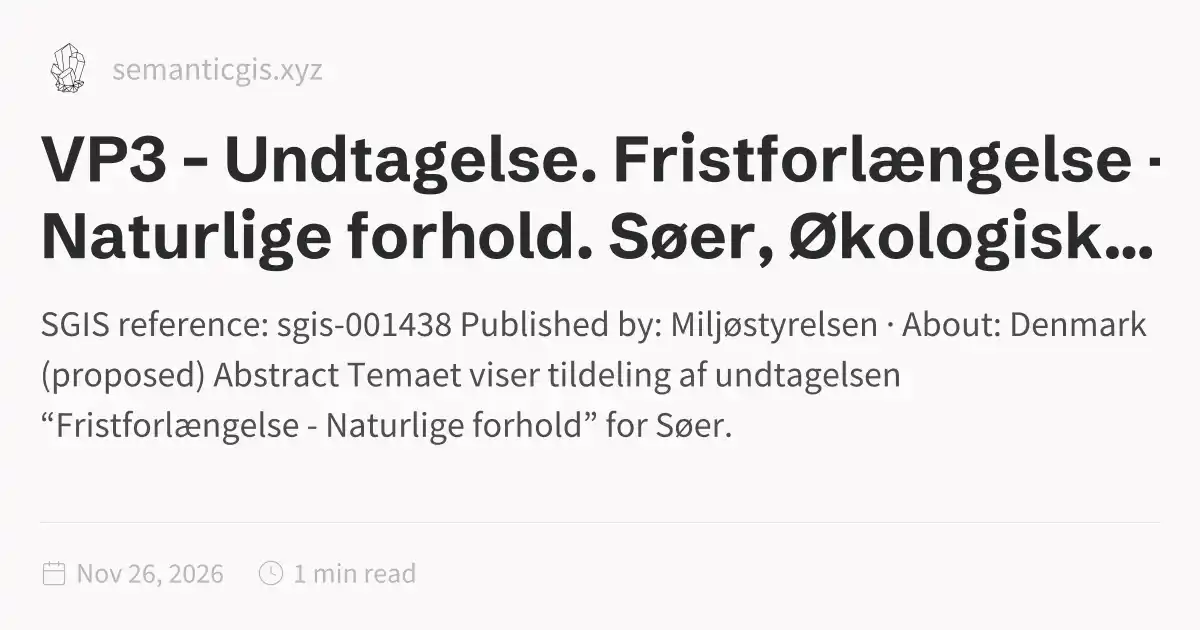 semanticgis.xyz
VP3 - Undtagelse. Fristforlængelse -
Naturlige forhold. Søer, Økologisk...
SGIS reference: sgis-001438 Published by: Miljøstyrelsen · About: Denmark
(proposed) Abstract Temaet viser tildeling af undtagelsen
“Fristforlængelse - Naturlige forhold” for Søer.
Nov 26, 2026 1 min read